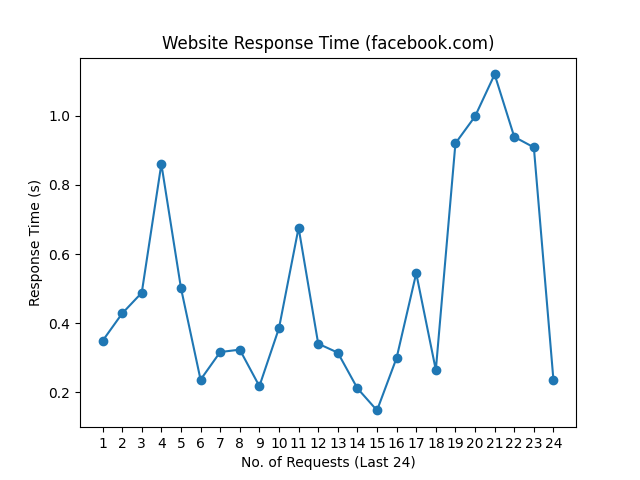 Website Response Time (facebook.com)
Response Time (s)
1.0
0.8
0.6
0.4
0.2
1 2 3 4 5 6 7 8 9 10 11 12 13 14 15 16 17 18 19 20 21 22 23 24
No. of Requests (Last 24)